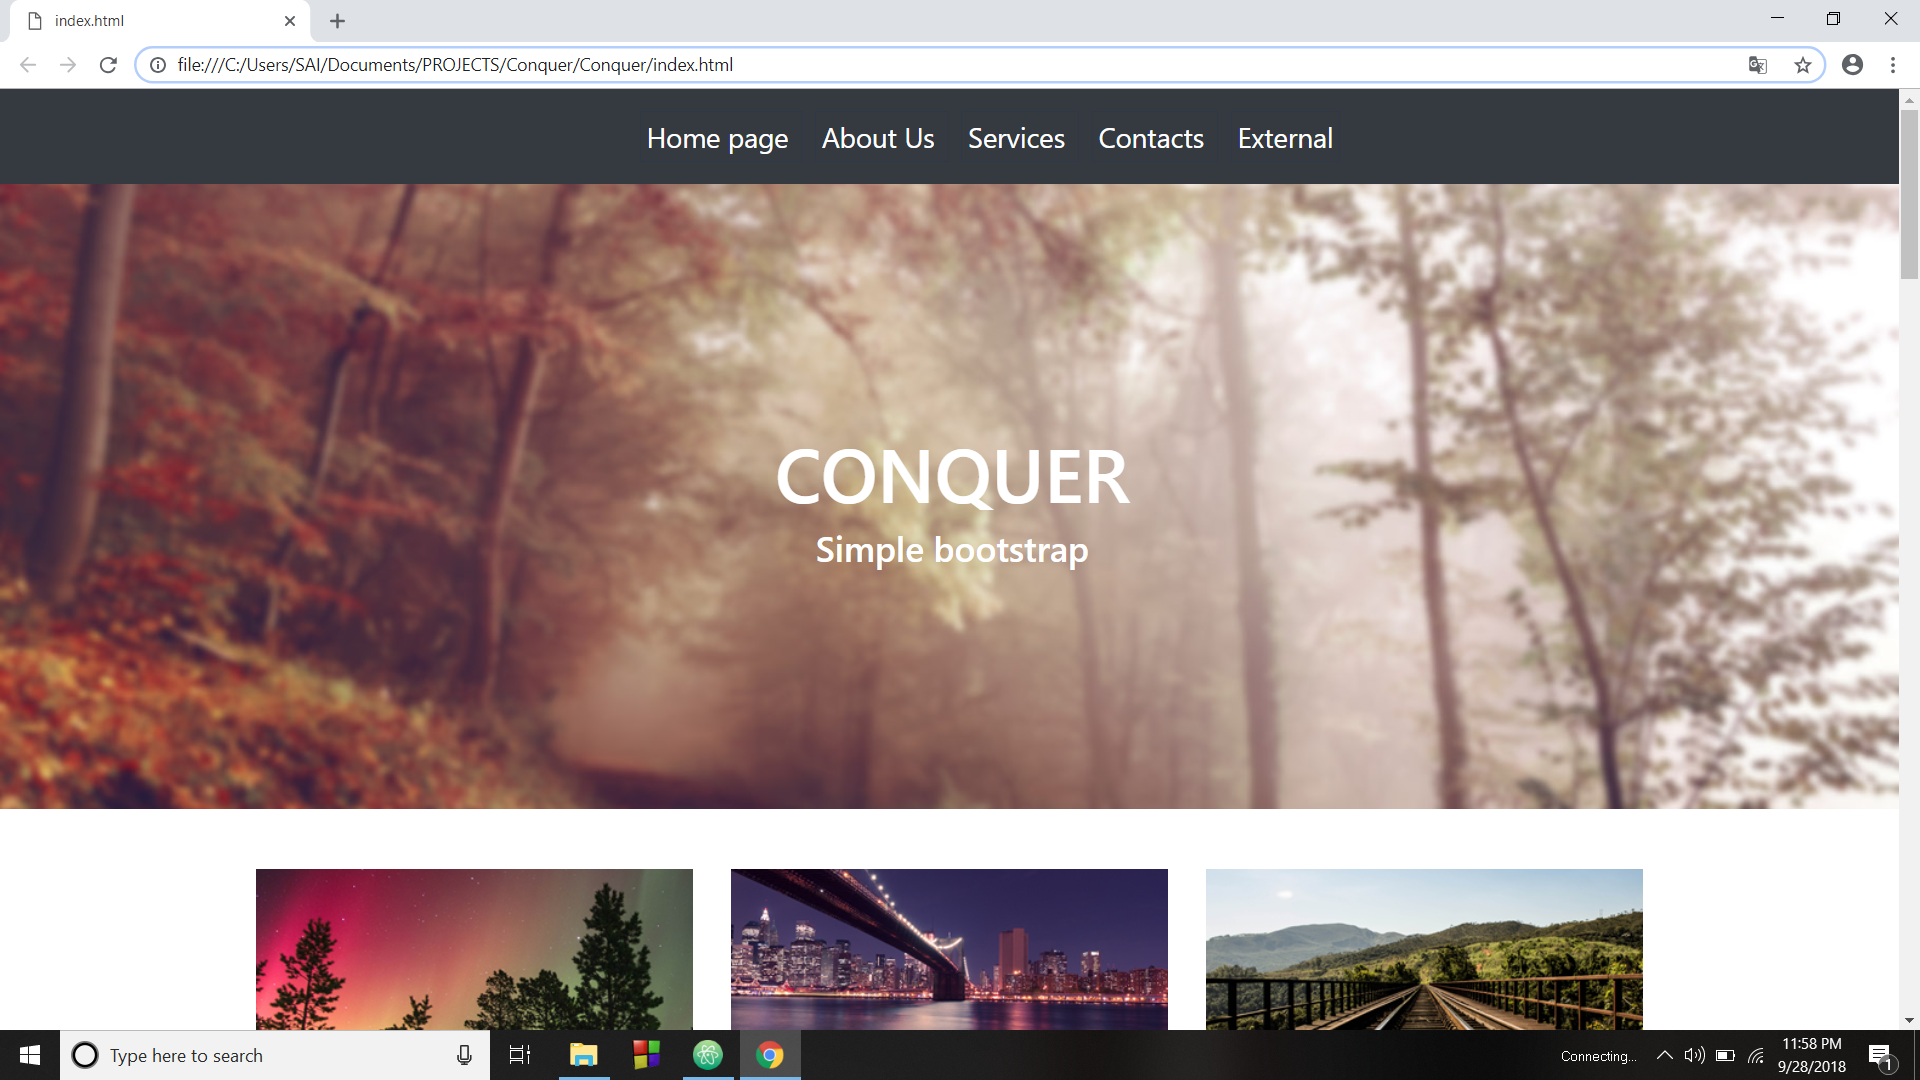 index.html
file:///C:/Users/SAI/Documents/PROJECTS/Conquer/Conquer/index.html
Home page About Us Services Contacts External
CONQUER
Simple bootstrap
Type here to search
Connecting...
11:58 PM
9/28/2018
1